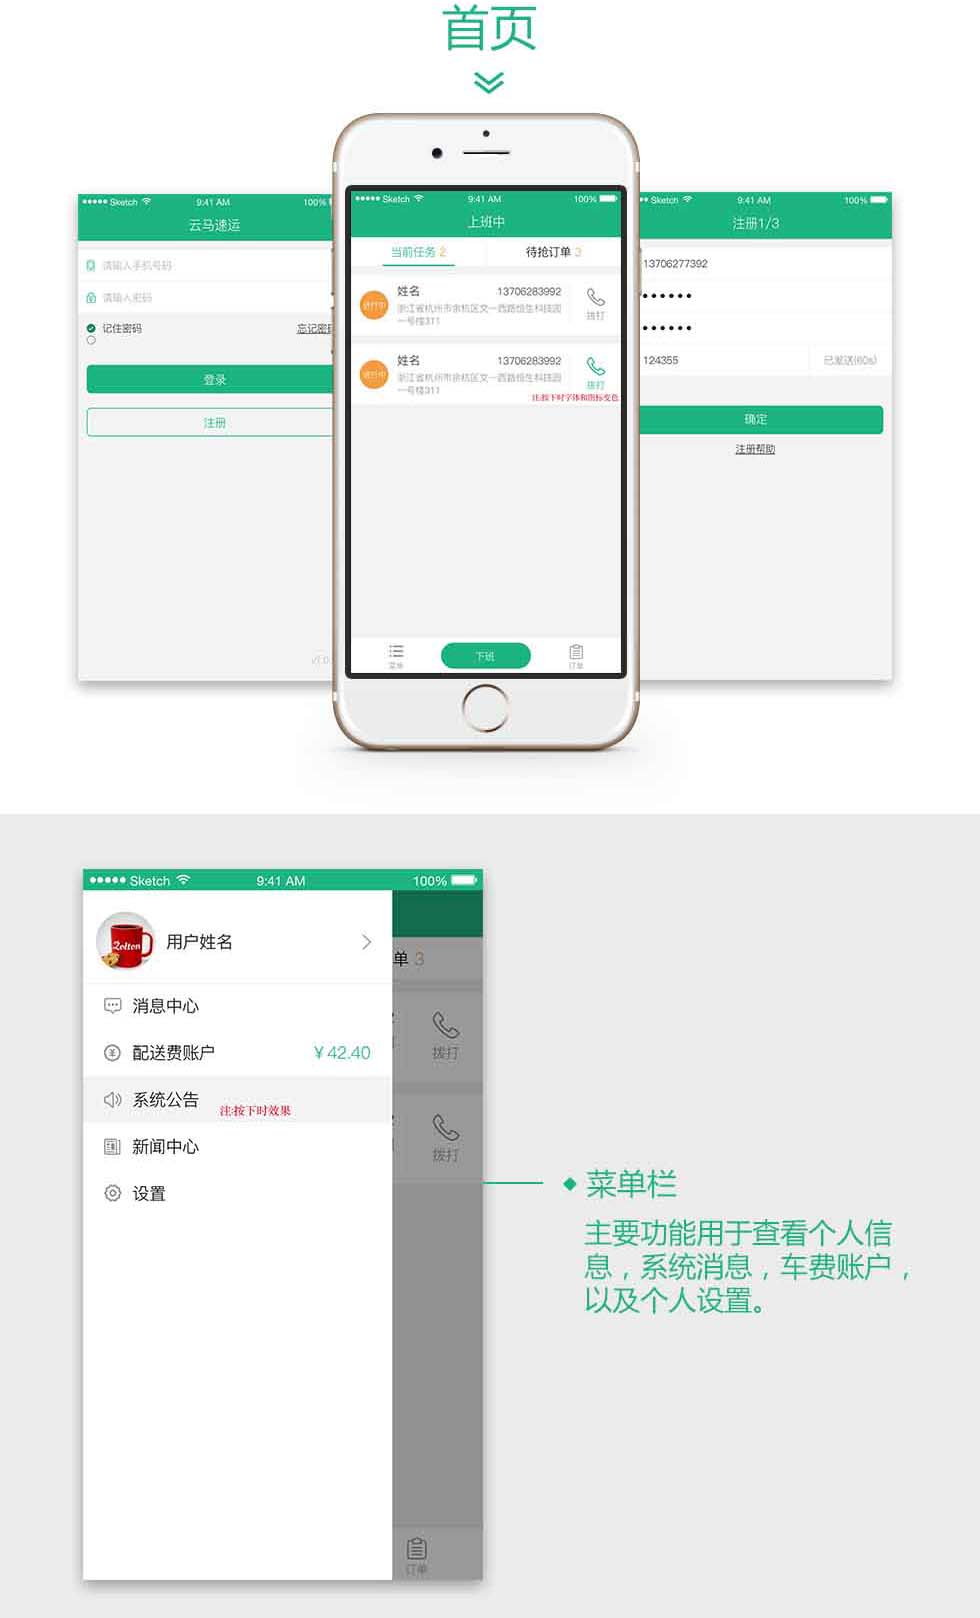 首页
Sketch 9:41 AM 100%
云马速运
请输入手机号码
请输入密码
记住密码 忘记密
登录
注册
v1.0.
Sketch 9:41 AM 100%
上班中
当前任务 2 待抢订单 3
进行中
姓名 13706283992
浙江省杭州市余杭区文一西路恒生科技园
一号楼311
拨打
进行中
姓名 13706283992
浙江省杭州市余杭区文一西路恒生科技园
一号楼311
拨打
注:按下时字体和图标变色
菜单 下班 订单
Sketch 9:41 AM 100%
注册1/3
13706277392
124355 已发送(60s)
确定
注册帮助
Sketch 9:41 AM 100%
用户姓名
单 3
消息中心
配送费账户 ¥42.40
系统公告
注:按下时效果
新闻中心
设置
拨打
拨打
订单
菜单栏
主要功能用于查看个人信
息，系统消息，车费账户，
以及个人设置。